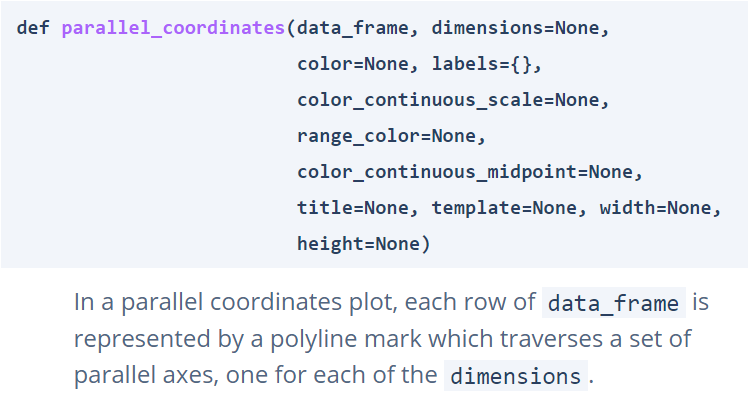 def parallel_coordinates(data_frame, dimensions=None,
color=None, labels={},
color_continuous_scale=None,
range_color=None,
color_continuous_midpoint=None,
title=None, template=None, width=None,
height=None)
In a parallel coordinates plot, each row of data_frame is
represented by a polyline mark which traverses a set of
parallel axes, one for each of the dimensions.